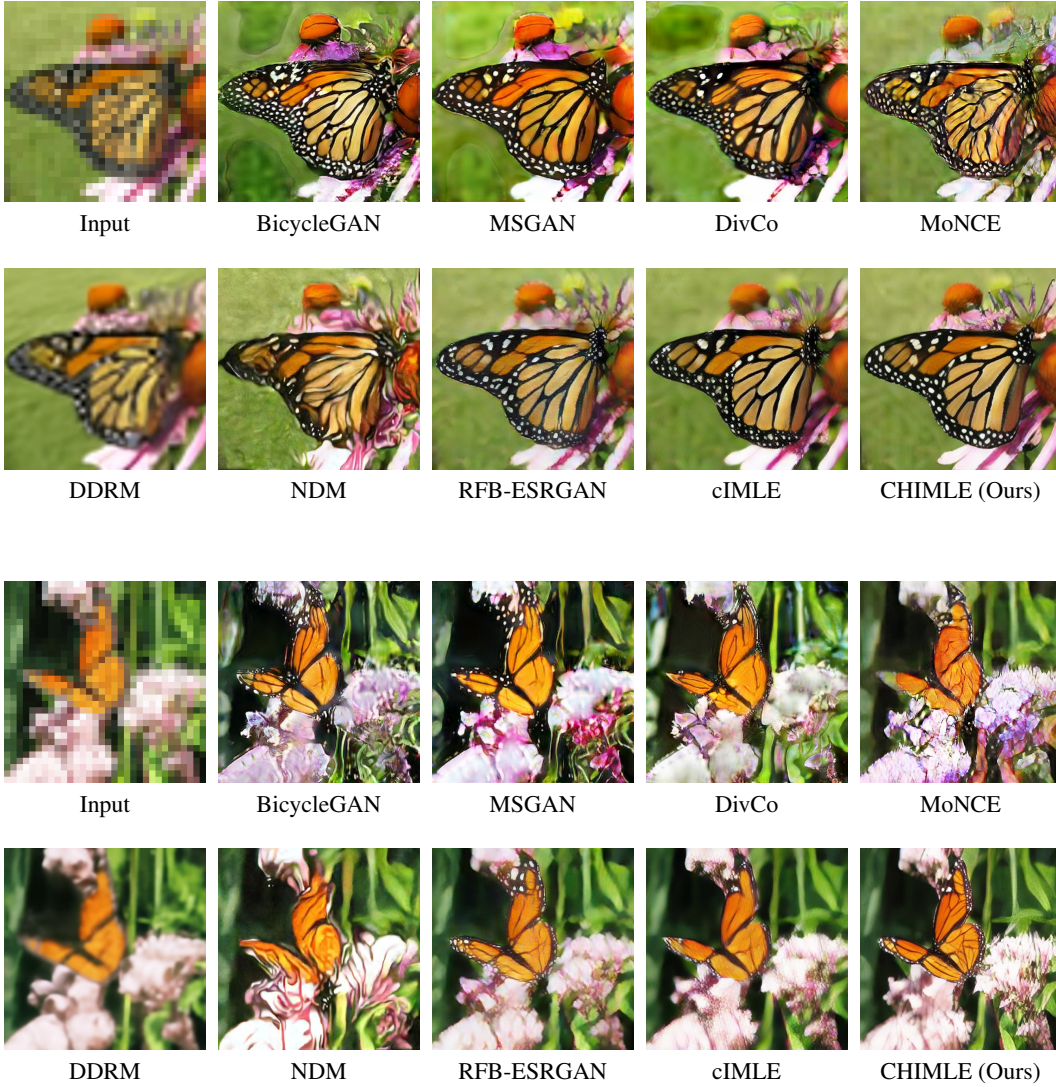 Input BicycleGAN MSGAN DivCo MoNCE
DDRM NDM RFB-ESRGAN cIMLE CHIMLE (Ours)
Input BicycleGAN MSGAN DivCo MoNCE
DDRM NDM RFB-ESRGAN cIMLE CHIMLE (Ours)